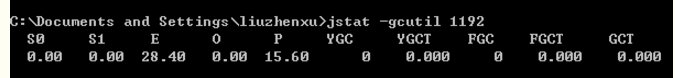 C:\Documents and Settings\liuzhenxu>jstat -gcutil 1192
S0 S1 E O P YGC YGCT FGC FGCT GCT
0.00 0.00 28.40 0.00 15.60 0 0.000 0 0.000 0.000